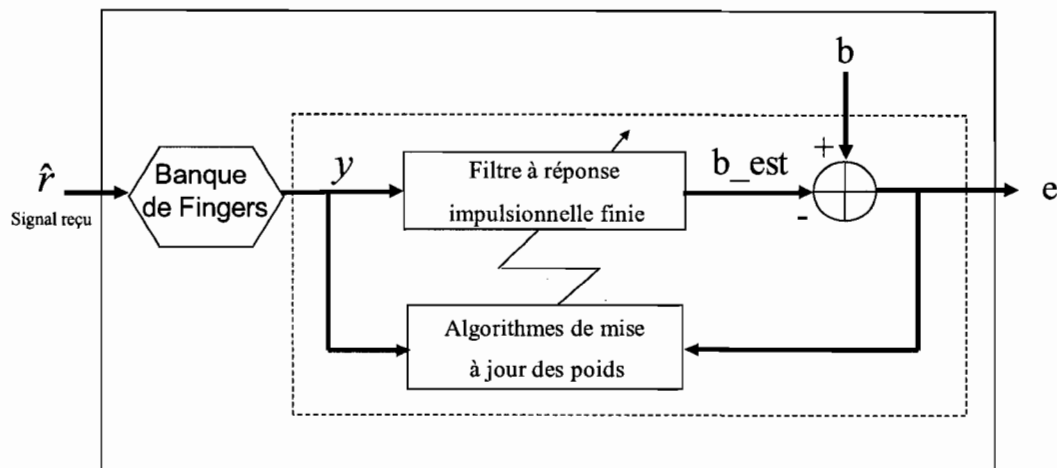 b
r̂
Signal reçu
Banque
de Fingers
y
Filtre à réponse
impulsionnelle finie
b_est
+
-
e
Algorithmes de mise
à jour des poids